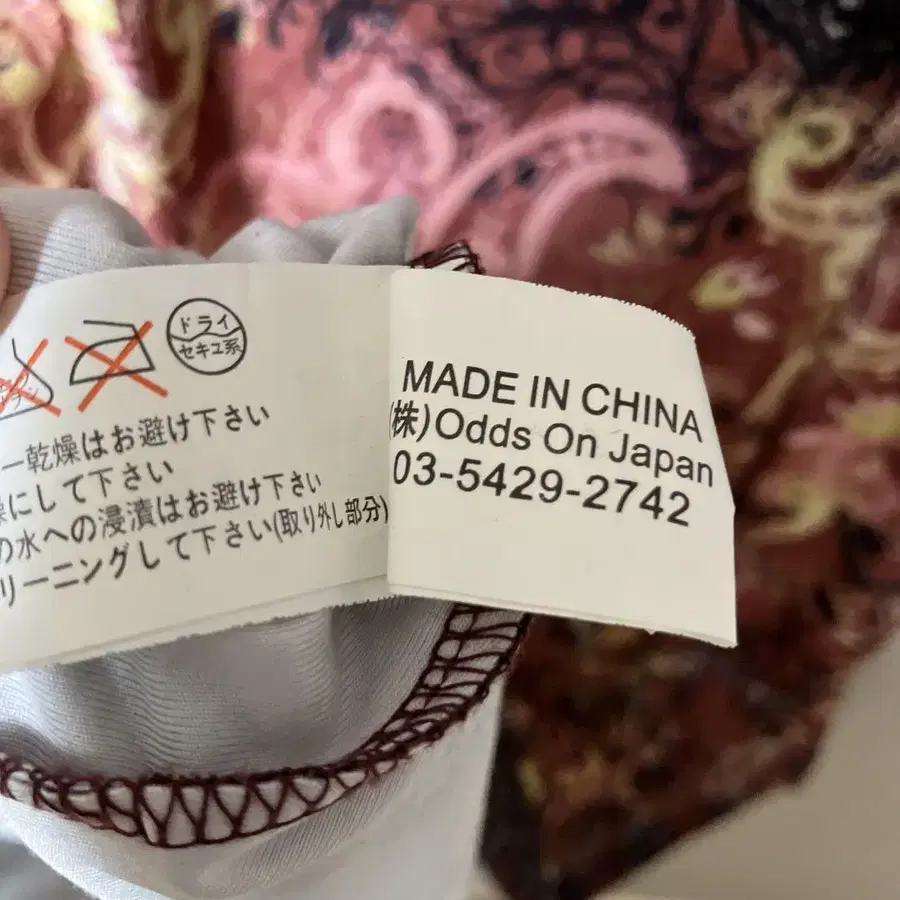 ドライ
セキユ系
ー乾燥はお避け下さい
燥にして下さい
の水への浸漬はお避け下さい
リーニングして下さい(取り外し部分)
MADE IN CHINA
(株)Odds On Japan
03-5429-2742